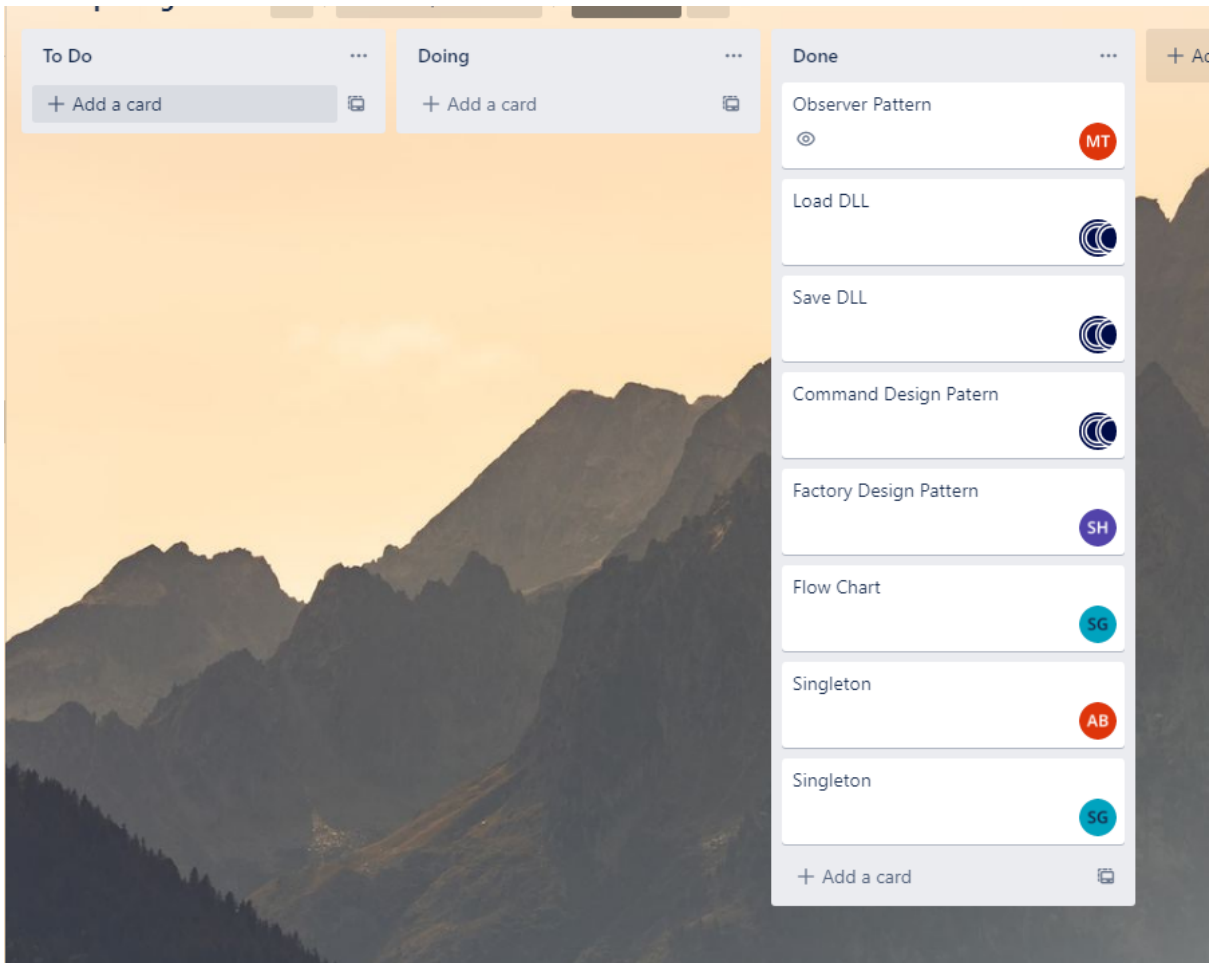 To Do
+ Add a card
Doing
+ Add a card
Done
Observer Pattern
MT
Load DLL
Save DLL
Command Design Patern
Factory Design Pattern
SH
Flow Chart
SG
Singleton
AB
Singleton
SG
+ Add a card